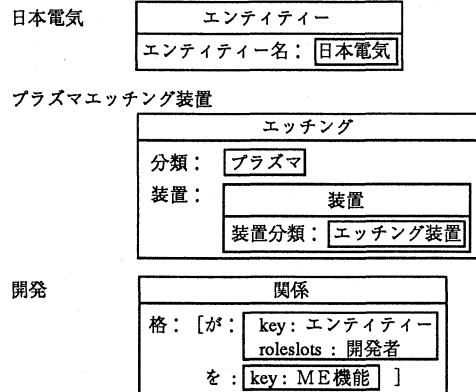 日本電気
エンティティー
エンティティー名： 日本電気
プラズマエッチング装置
エッチング
分類： プラズマ
装置：
装置
装置分類： エッチング装置
開発
関係
格： [が： key： エンティティー
roleslots： 開発者
を： key： ME機能 ]